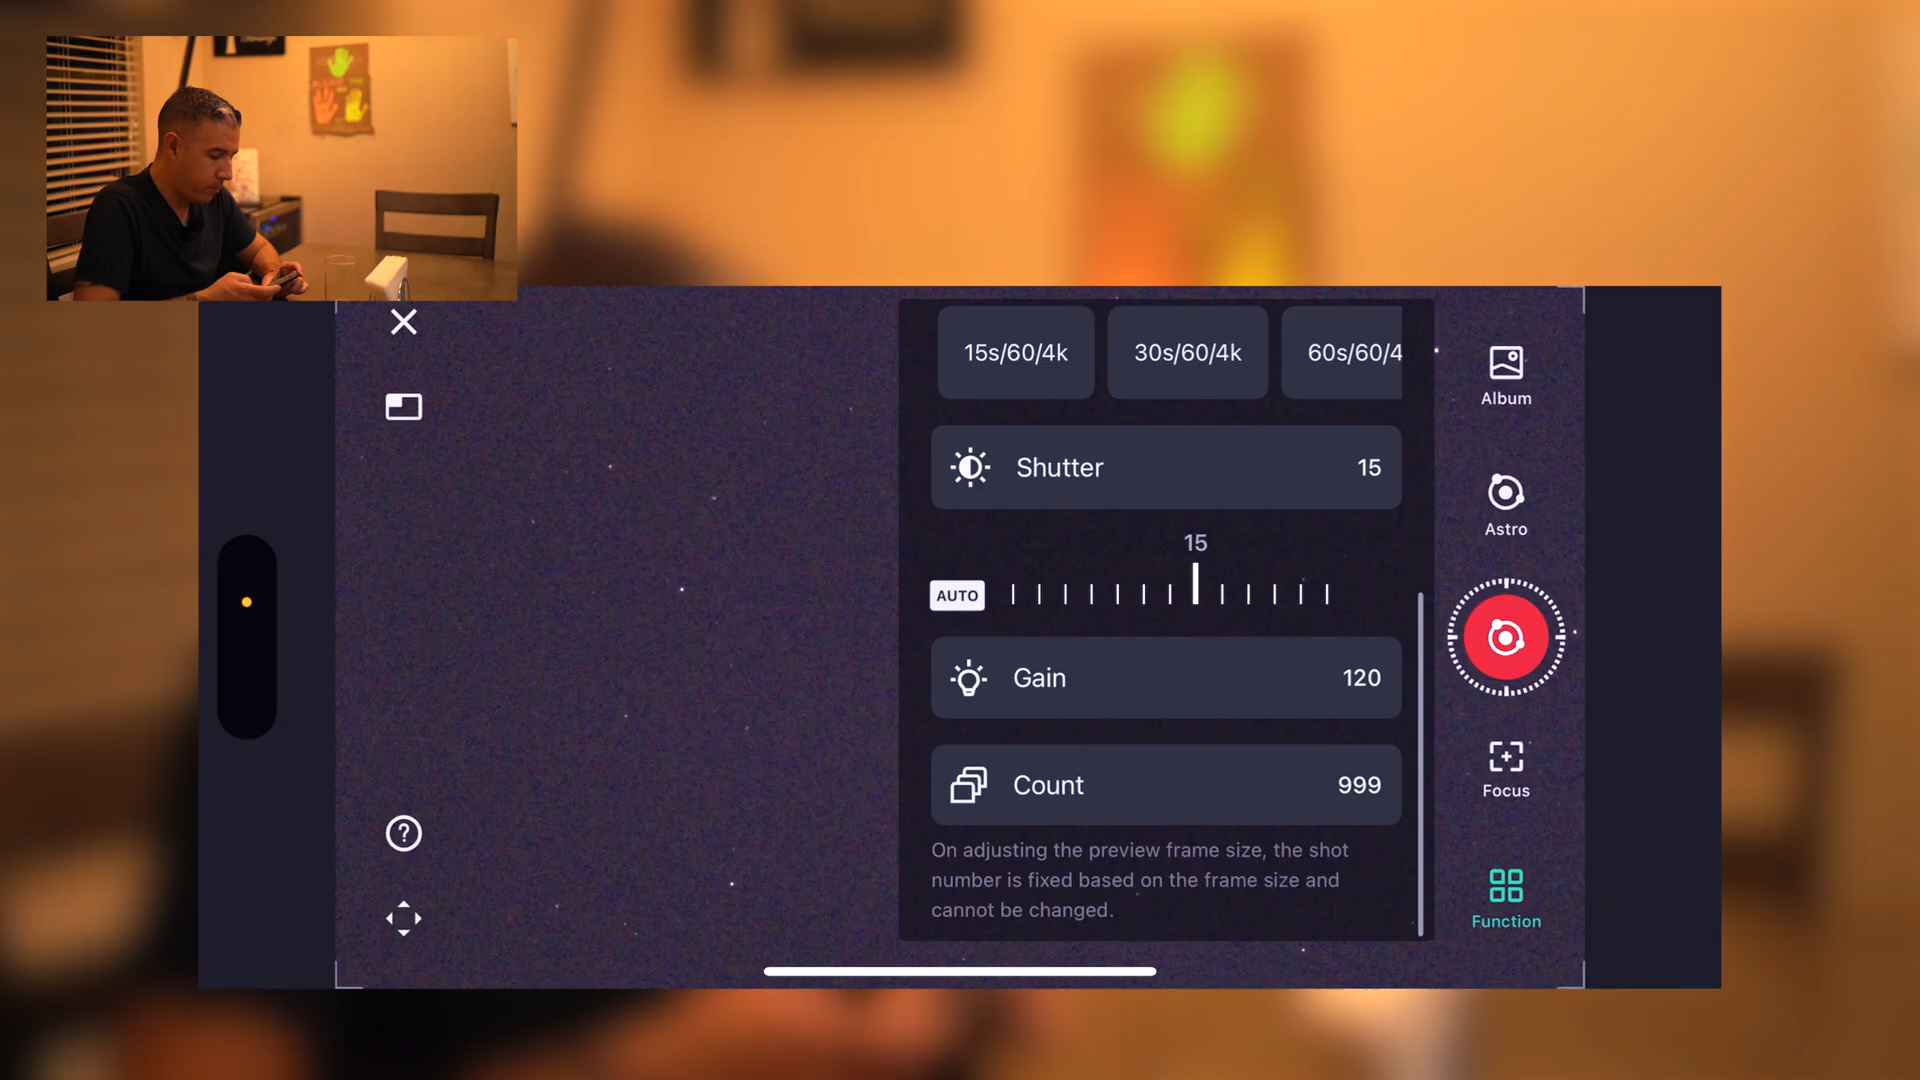 15s/60/4k
30s/60/4k
60s/60/4
Shutter
15
15
AUTO
Gain
120
Count
999
On adjusting the preview frame size, the shot
number is fixed based on the frame size and
cannot be changed.
Album
Astro
Focus
Function